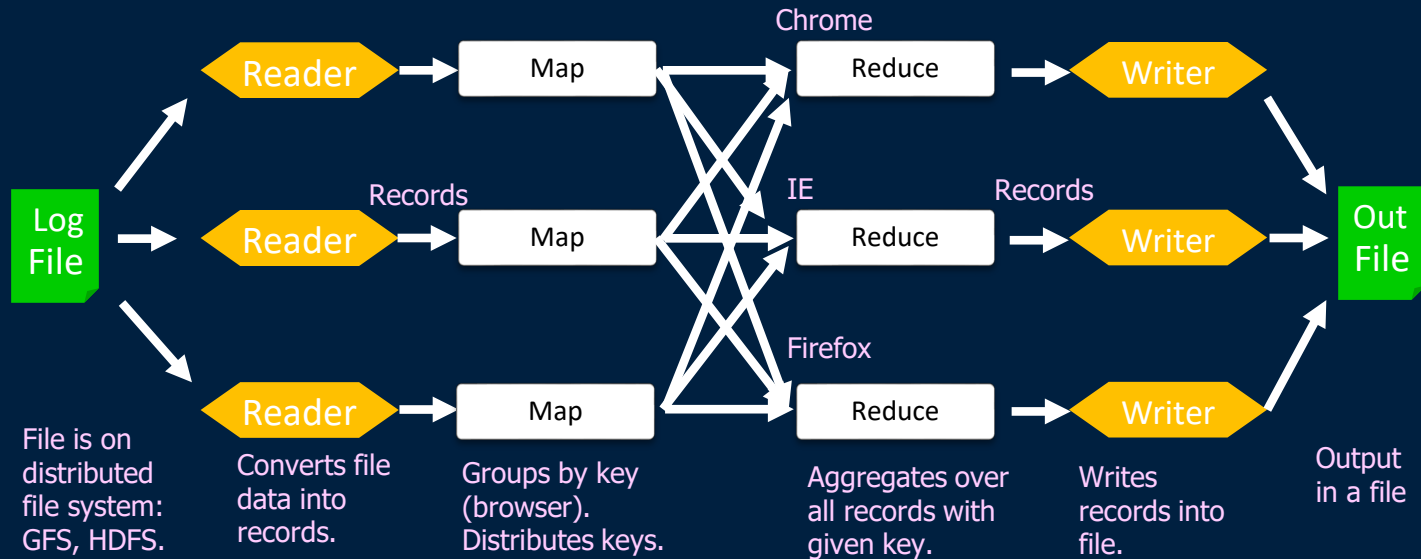 Chrome
Reader
Map
Reduce
Writer
Log
File
Reader
Records
Map
IE
Reduce
Records
Writer
Out
File
Firefox
Reader
Map
Reduce
Writer
File is on
distributed
file system:
GFS, HDFS.
Converts file
data into
records.
Groups by key
(browser).
Distributes keys.
Aggregates over
all records with
given key.
Writes
records into
file.
Output
in a file